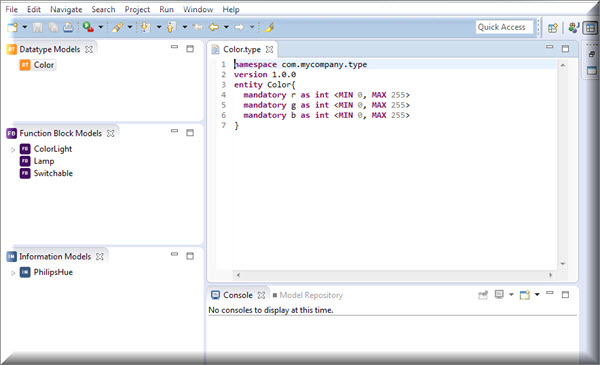 File Edit Navigate Search Project Run Window Help
Quick Access
Datatype Models
DT Color
Function Block Models
FB ColorLight
FB Lamp
FB Switchable
Information Models
IM PhilipsHue
Color.type
1 namespace com.mycompany.type
2 version 1.0.0
3 entity Color{
4 mandatory r as int <MIN 0, MAX 255>
5 mandatory g as int <MIN 0, MAX 255>
6 mandatory b as int <MIN 0, MAX 255>
7 }
Console Model Repository
No consoles to display at this time.